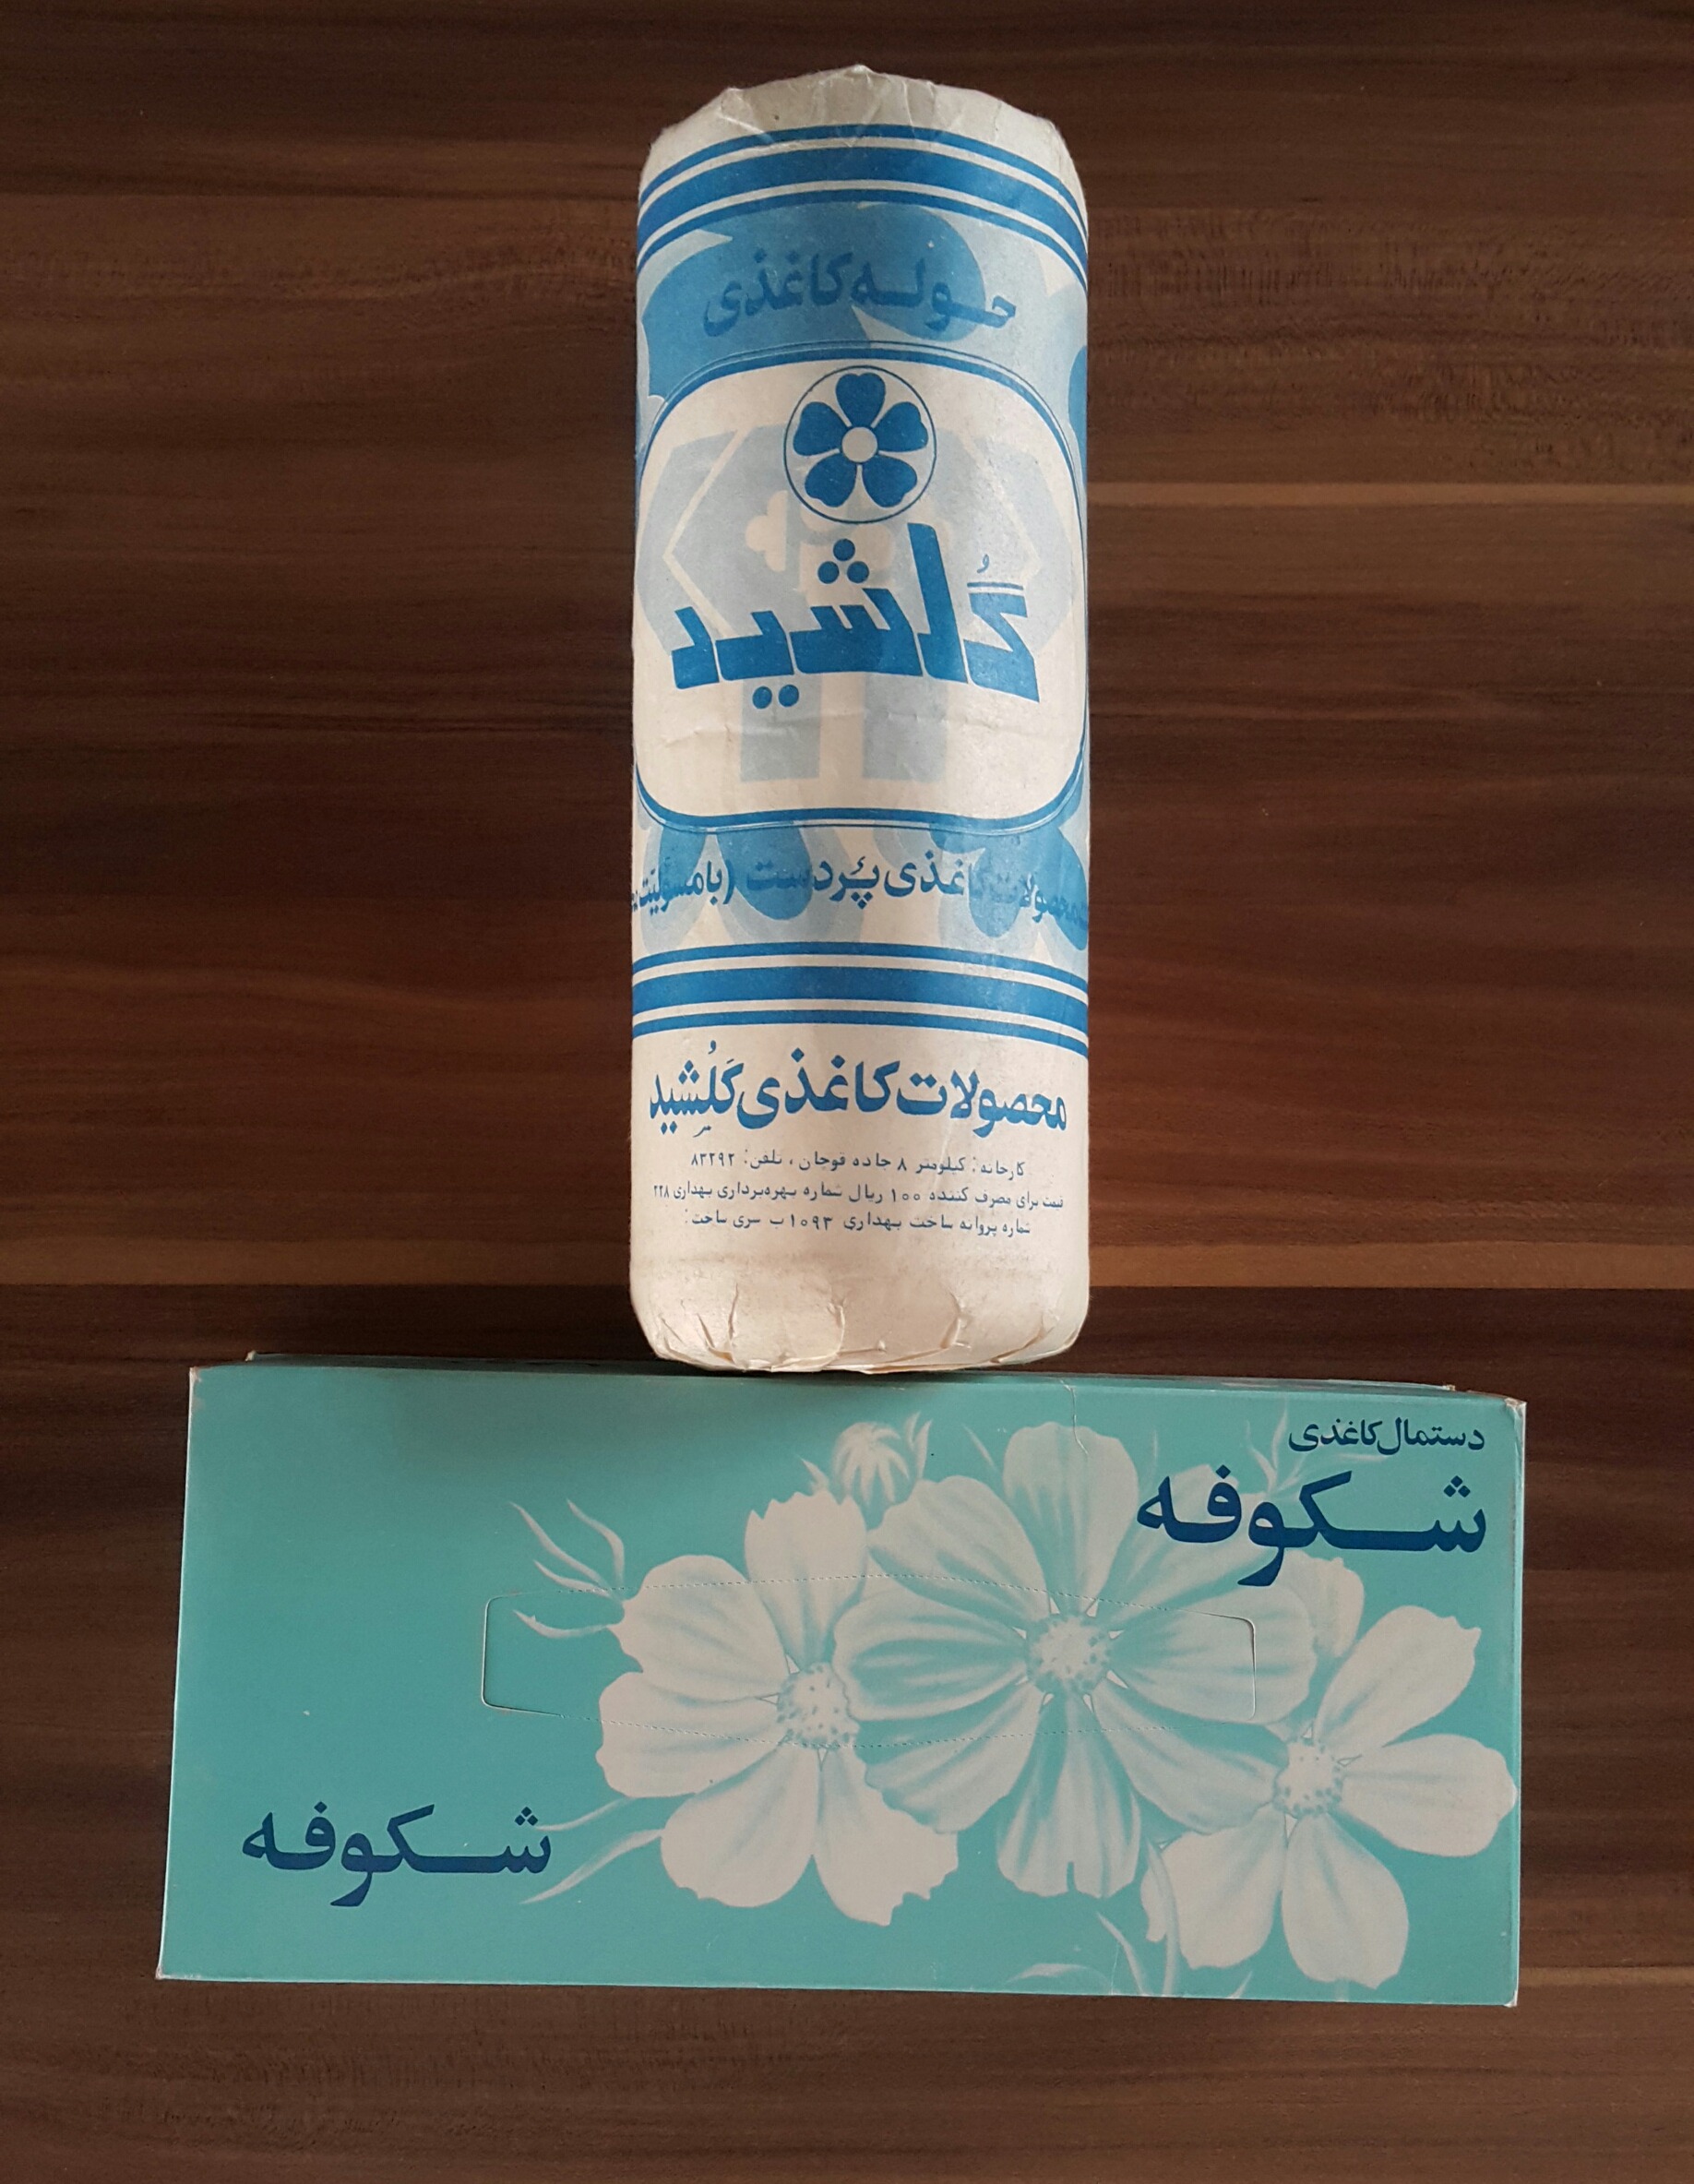 حوله کاغذی
گُلشید
محصولات کاغذی پردست (با مسئولیت
محصولات کاغذی گلشید
کارخانه: کیلومتر ۸ جاده قوچان، تلفن: ۸۳۲۹۲
قیمت برای مصرف کننده ۱۰۰ ریال شماره بهره‌برداری بهداری ۲۲۸
شماره پروانه ساخت بهداری ۱۰۹۳ ب سری ساخت:
دستمال کاغذی
شکوفه
شکوفه